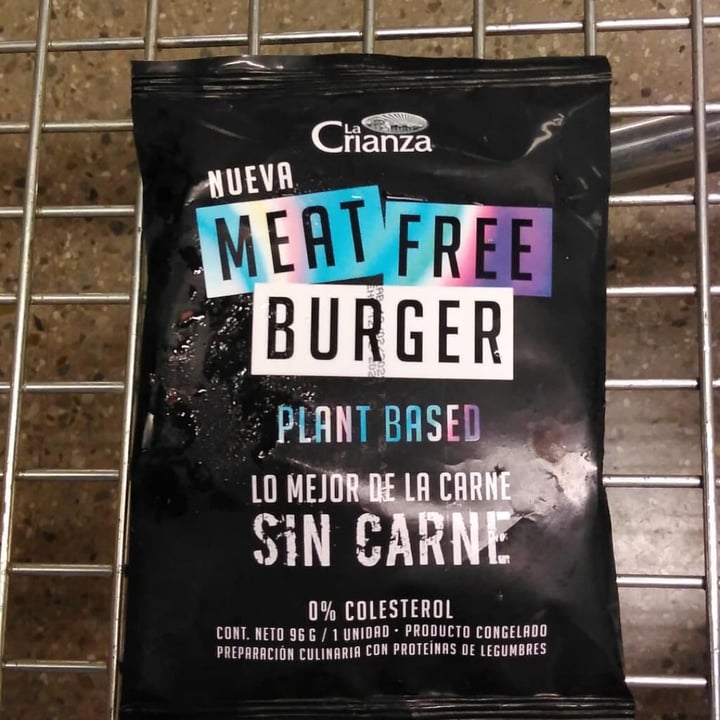 La
Crianza
NUEVA
MEAT FREE
BURGER
PLANT BASED
LO MEJOR DE LA CARNE
SIN CARNE
0% COLESTEROL
CONT. NETO 96 G / 1 UNIDAD · PRODUCTO CONGELADO
PREPARACIÓN CULINARIA CON PROTEÍNAS DE LEGUMBRES